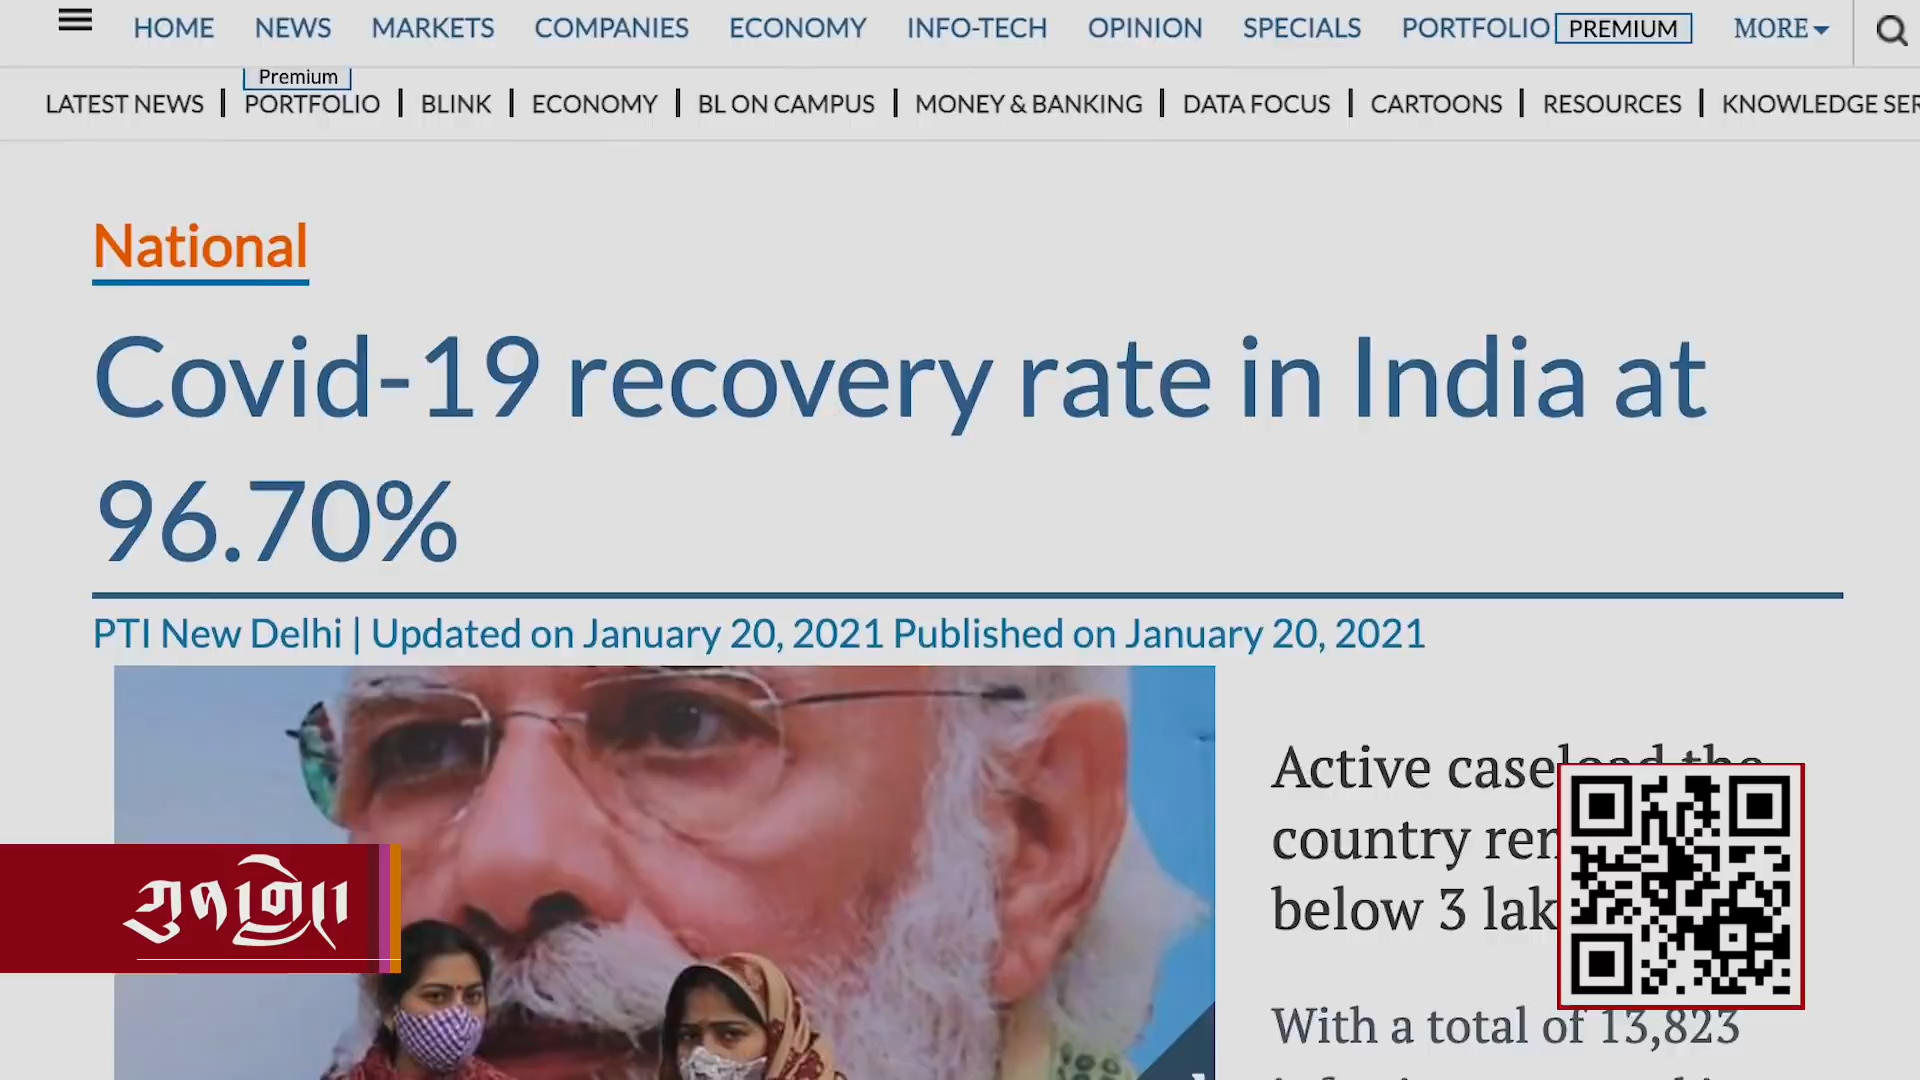 HOME NEWS MARKETS COMPANIES ECONOMY INFO-TECH OPINION SPECIALS PORTFOLIO PREMIUM MORE
Premium
LATEST NEWS | PORTFOLIO | BLINK | ECONOMY | BL ON CAMPUS | MONEY & BANKING | DATA FOCUS | CARTOONS | RESOURCES | KNOWLEDGE SER
National
Covid-19 recovery rate in India at
96.70%
PTI New Delhi | Updated on January 20, 2021 Published on January 20, 2021
Active caseload the
country
below 3
With a total of 13,823